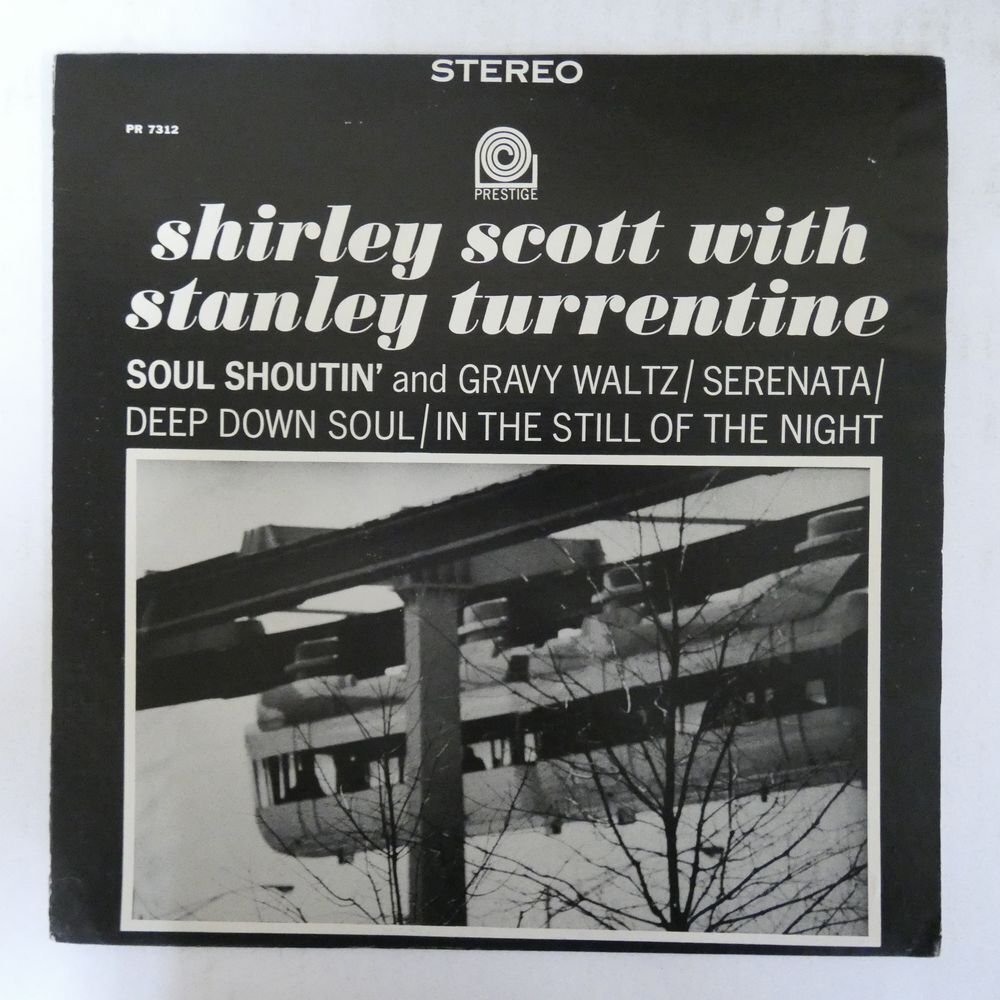 STEREO
PR 7312
PRESTIGE
shirley scott with
stanley turrentine
SOUL SHOUTIN' and GRAVY WALTZ/SERENATA/
DEEP DOWN SOUL/IN THE STILL OF THE NIGHT